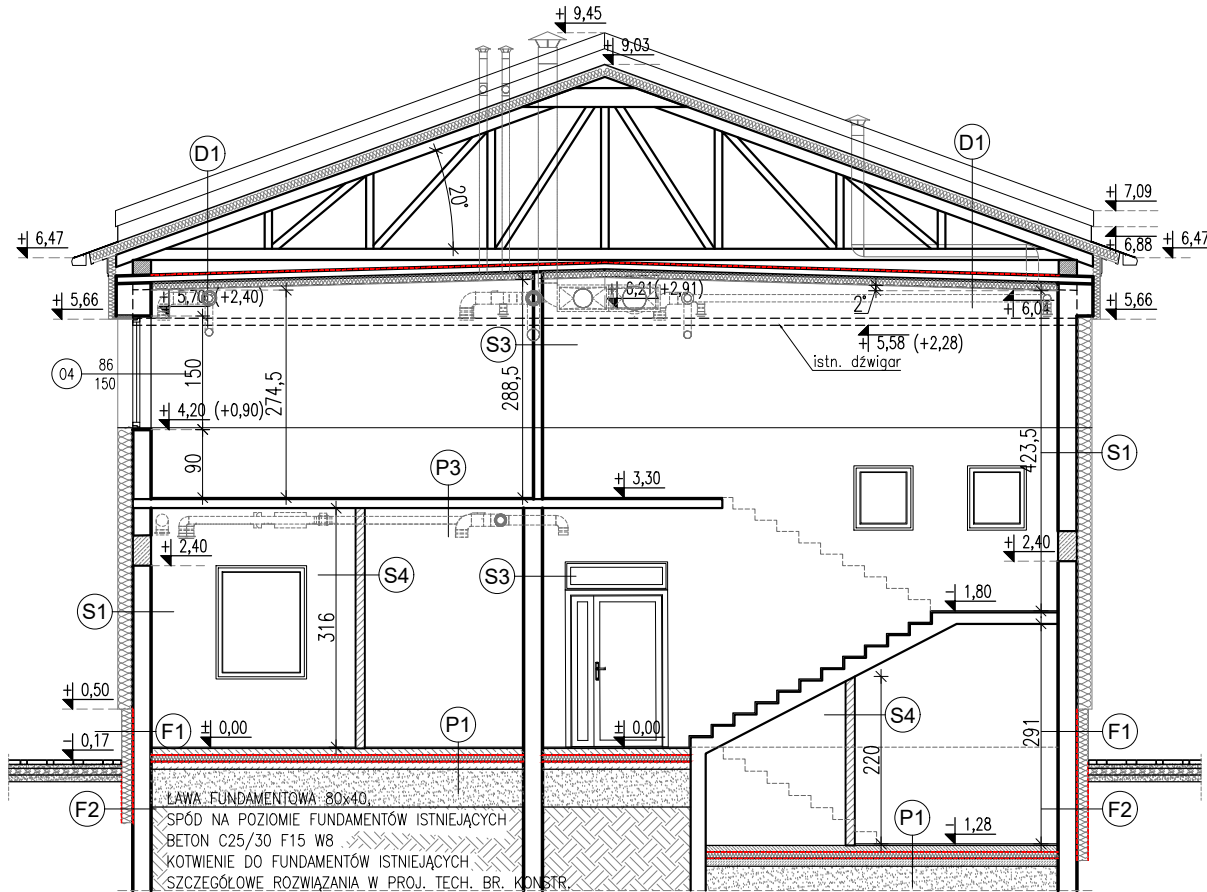 + 9,45
+ 9,03
D1
D1
20°
+ 7,09
+ 6,47
+ 6,88
+ 6,47
+ 5,66
+ 5,70 (+2,40)
+ 6,21 (+2,91)
2°
+ 6,04
+ 5,66
S3
+ 5,58 (+2,28)
istn. dźwigar
04
86
150
150
274,5
288,5
+ 4,20 (+0,90)
423,5
90
P3
S1
+ 3,30
+ 2,40
+ 2,40
S4
S3
S1
316
- 1,80
+ 0,50
F1
± 0,00
P1
± 0,00
S4
F1
- 0,17
220
291
F2
F2
ŁAWA FUNDAMENTOWA 80x40,
SPÓD NA POZIOMIE FUNDAMENTÓW ISTNIEJĄCYCH
BETON C25/30 F15 W8
KOTWIENIE DO FUNDAMENTÓW ISTNIEJĄCYCH
SZCZEGÓŁOWE ROZWIĄZANIA W PROJ. TECH. BR. KONSTR.
P1
- 1,28